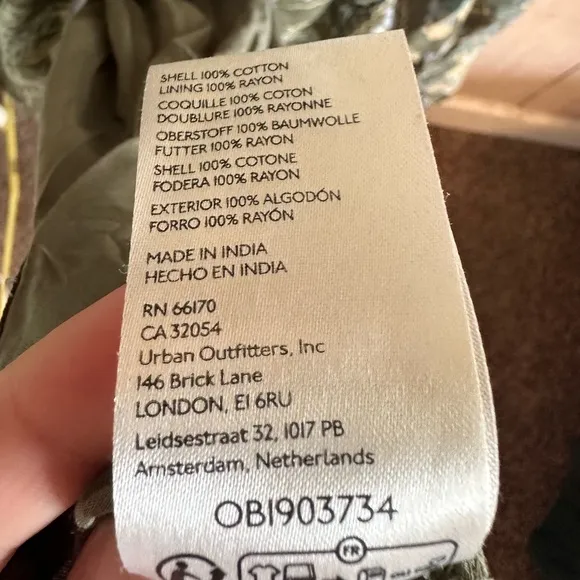 SHELL 100% COTTON
LINING 100% RAYON
COQUILLE 100% COTON
DOUBLURE 100% RAYONNE
OBERSTOFF 100% BAUMWOLLE
FUTTER 100% RAYON
SHELL 100% COTONE
FODERA 100% RAYON
EXTERIOR 100% ALGODÓN
FORRO 100% RAYÓN
MADE IN INDIA
HECHO EN INDIA
RN 66170
CA 32054
Urban Outfitters, Inc
146 Brick Lane
LONDON, E1 6RU
Leidsestraat 32, 1017 PB
Amsterdam, Netherlands
OB1903734
FR